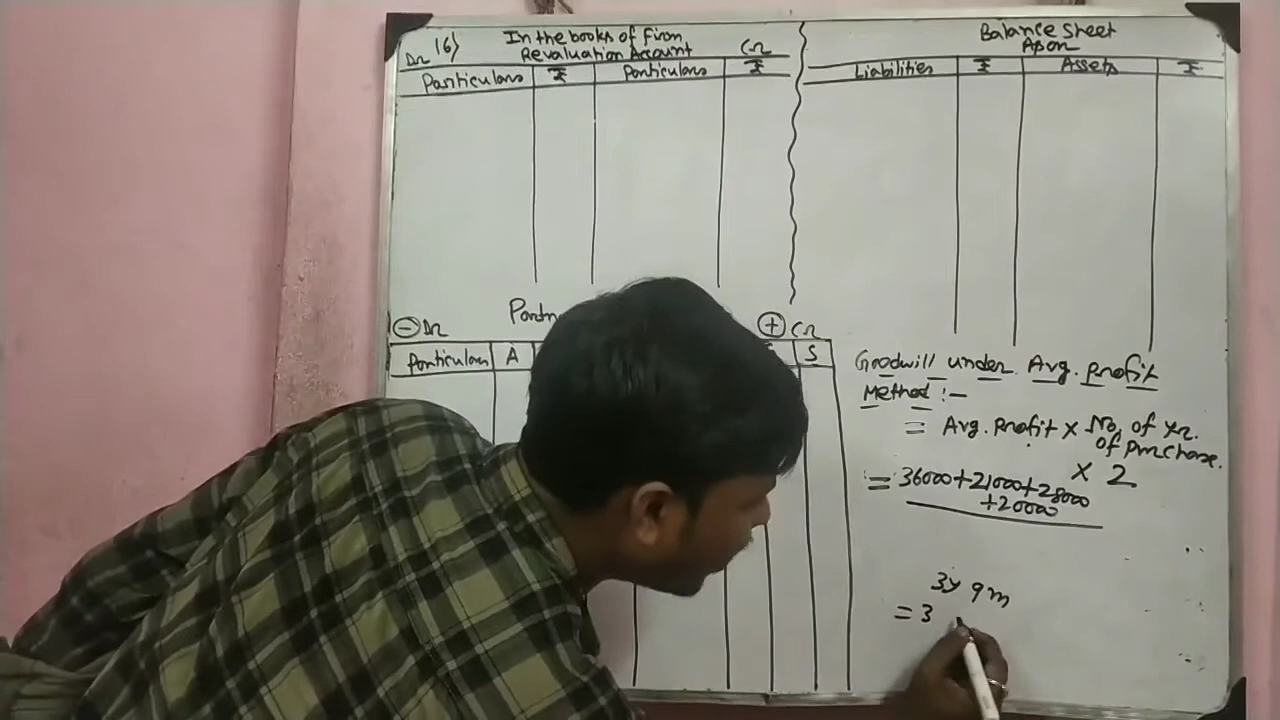 16)
In the books of Firm
Dr Revaluation Account Cr
Particulars ₹ Particulars ₹
Balance Sheet
As on
Liabilities ₹ Assets ₹
⊖ Dr Partn ⊕ Cr
Particulars A S
Goodwill under Avg. profit
Method :-
= Avg. Profit x No. of yr.
of purchase.
= 36000+21000+28000
+20000 x 2
3y 9m
= 3